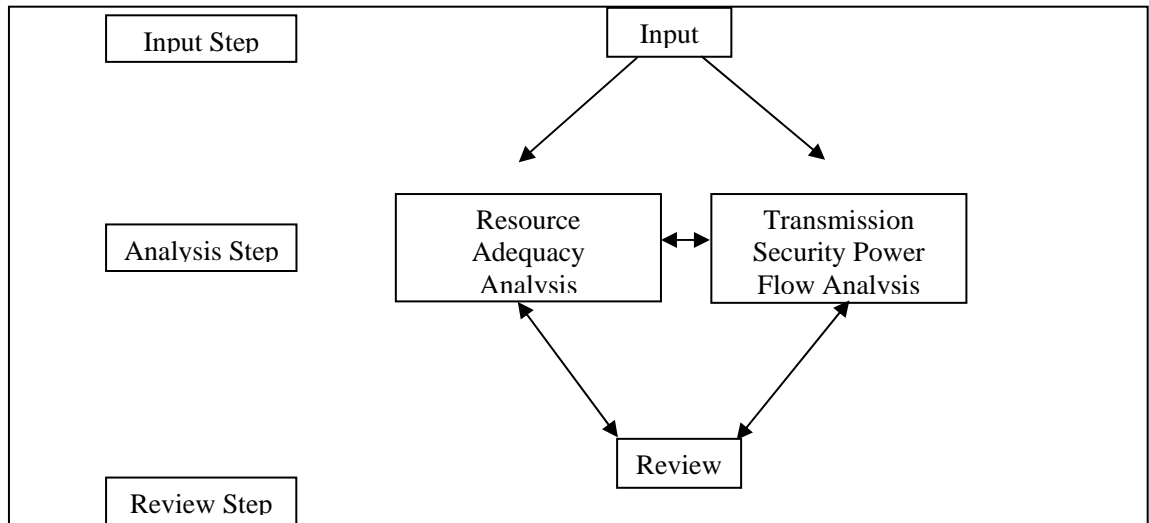 Input Step
Input
Analysis Step
Resource
Adequacy
Analysis
Transmission
Security Power
Flow Analysis
Review
Review Step